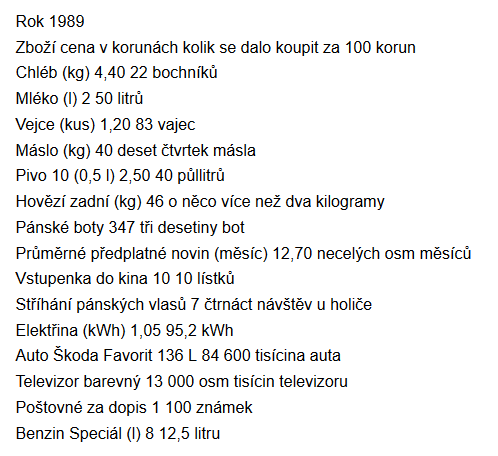 Rok 1989
Zboží cena v korunách kolik se dalo koupit za 100 korun
Chléb (kg) 4,40 22 bochníků
Mléko (l) 2 50 litrů
Vejce (kus) 1,20 83 vajec
Máslo (kg) 40 deset čtvrtek másla
Pivo 10 (0,5 l) 2,50 40 půllitrů
Hovězí zadní (kg) 46 o něco více než dva kilogramy
Pánské boty 347 tři desetiny bot
Průměrné předplatné novin (měsíc) 12,70 necelých osm měsíců
Vstupenka do kina 10 10 lístků
Stříhání pánských vlasů 7 čtrnáct návštěv u holiče
Elektřina (kWh) 1,05 95,2 kWh
Auto Škoda Favorit 136 L 84 600 tisícina auta
Televizor barevný 13 000 osm tisícin televizoru
Poštovné za dopis 1 100 známek
Benzin Speciál (l) 8 12,5 litru